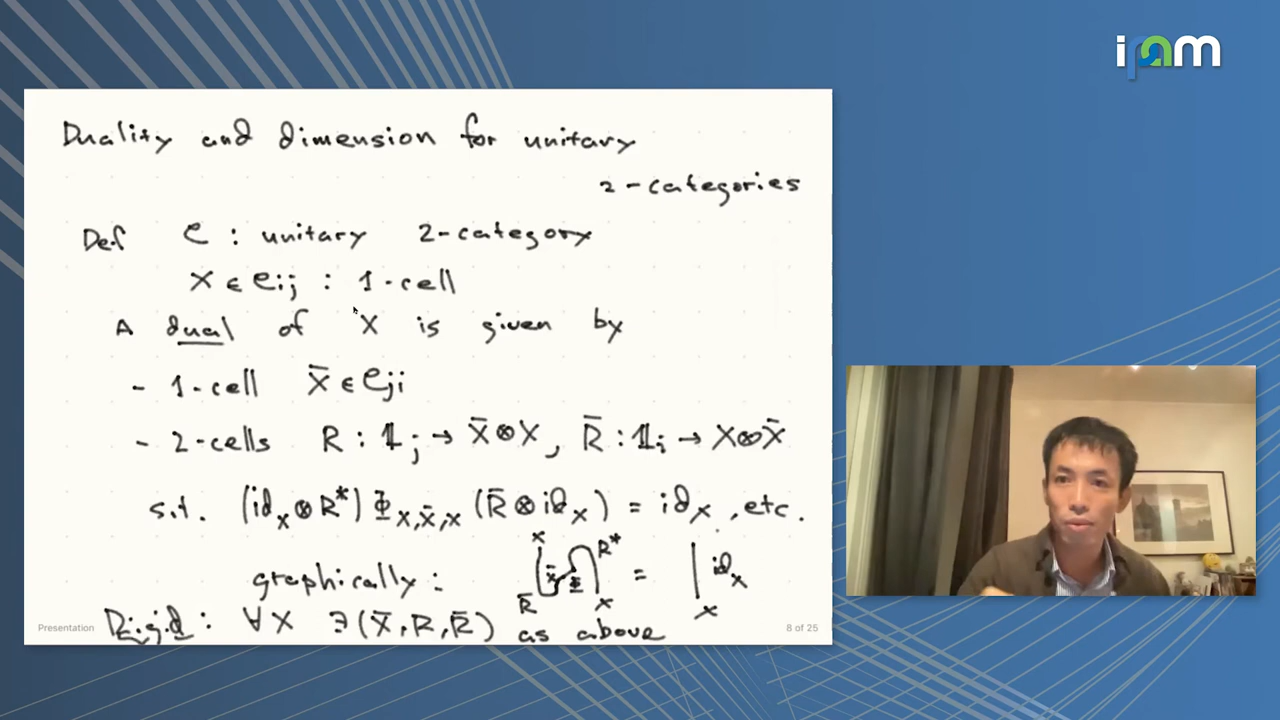 ipam
Duality and dimension for unitary
2-categories
Def C : unitary 2-category
X ∈ C_ij : 1-cell
A dual of X is given by
- 1-cell X̄ ∈ C_ji
- 2-cells R : 𝟙_j → X̄⊗X, R̄ : 𝟙_i → X⊗X̄
s.t. (id_X ⊗ R*) Φ_X,X̄,X (R̄ ⊗ id_X) = id_X, etc.
graphically: X X̄ Φ R* R̄ X = id_X X
Rigid : ∀X ∃(X̄, R, R̄) as above
Presentation 8 of 25